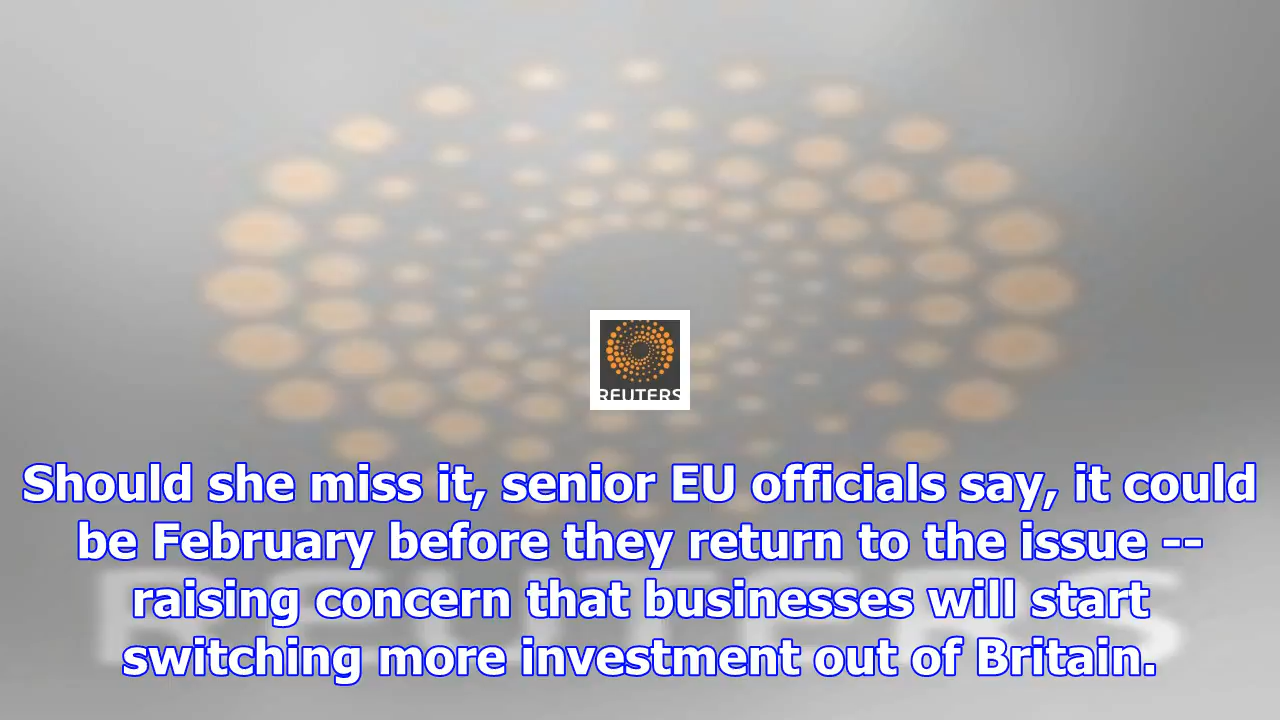 REUTERS
Should she miss it, senior EU officials say, it could
be February before they return to the issue --
raising concern that businesses will start
switching more investment out of Britain.
REUTERS